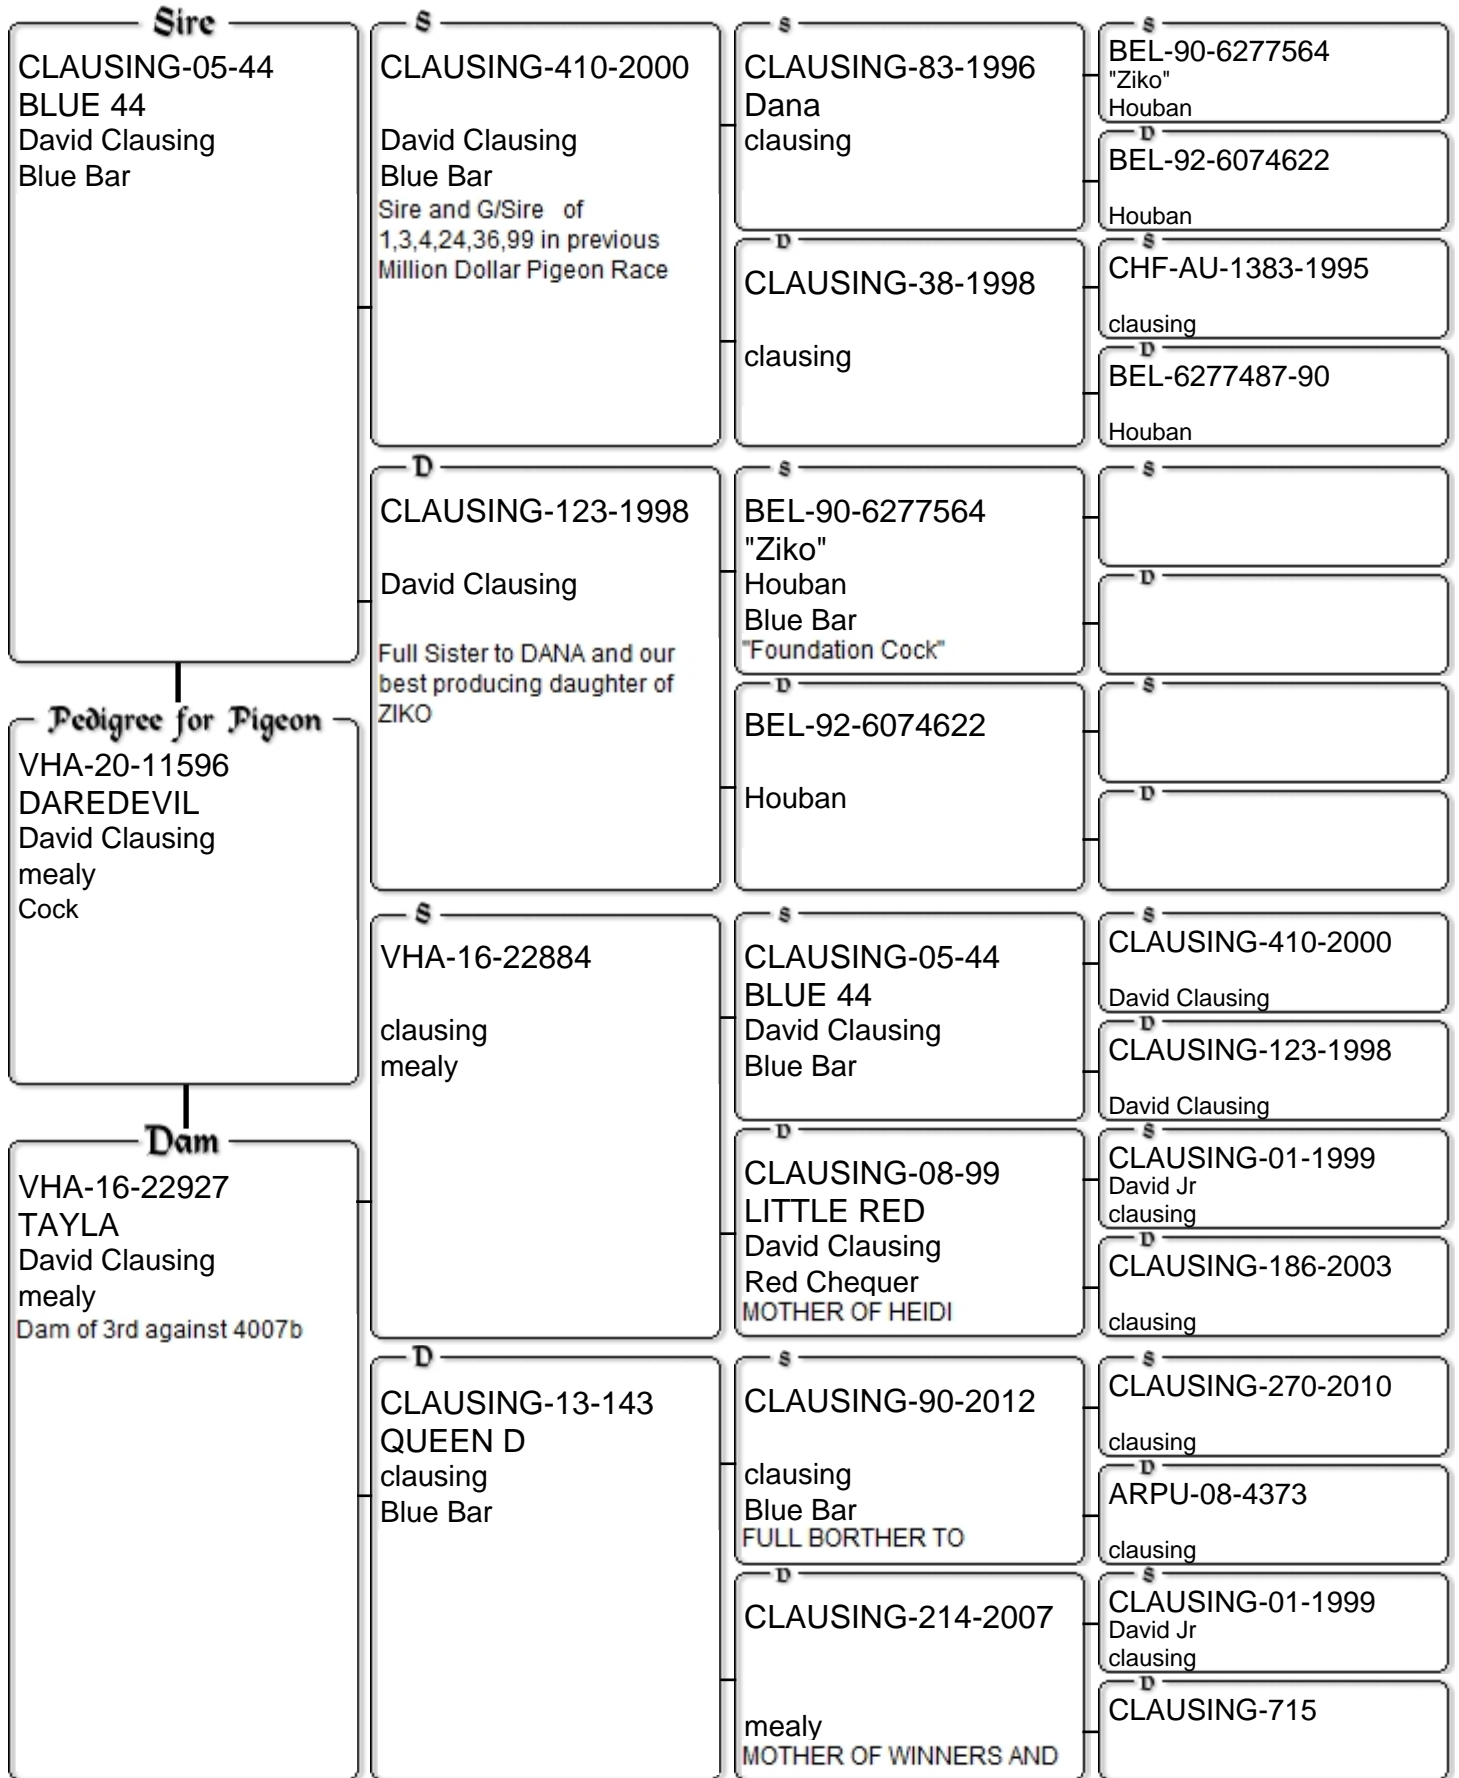 Sire
CLAUSING-05-44
BLUE 44
David Clausing
Blue Bar
Pedigree for Pigeon
VHA-20-11596
DAREDEVIL
David Clausing
mealy
Cock
Dam
VHA-16-22927
TAYLA
David Clausing
mealy
Dam of 3rd against 4007b
S
CLAUSING-410-2000
David Clausing
Blue Bar
Sire and G/Sire of
1,3,4,24,36,99 in previous
Million Dollar Pigeon Race
D
CLAUSING-123-1998
David Clausing
Full Sister to DANA and our
best producing daughter of
ZIKO
S
VHA-16-22884
clausing
mealy
D
CLAUSING-13-143
QUEEN D
clausing
Blue Bar
S
CLAUSING-83-1996
Dana
clausing
D
CLAUSING-38-1998
clausing
S
BEL-90-6277564
"Ziko"
Houban
Blue Bar
"Foundation Cock"
D
BEL-92-6074622
Houban
S
CLAUSING-05-44
BLUE 44
David Clausing
Blue Bar
D
CLAUSING-08-99
LITTLE RED
David Clausing
Red Chequer
MOTHER OF HEIDI
S
CLAUSING-90-2012
clausing
Blue Bar
FULL BORTHER TO
D
CLAUSING-214-2007
mealy
MOTHER OF WINNERS AND
S
BEL-90-6277564
"Ziko"
Houban
D
BEL-92-6074622
Houban
S
CHF-AU-1383-1995
clausing
D
BEL-6277487-90
Houban
S
D
S
D
S
CLAUSING-410-2000
David Clausing
D
CLAUSING-123-1998
David Clausing
S
CLAUSING-01-1999
David Jr
clausing
D
CLAUSING-186-2003
clausing
S
CLAUSING-270-2010
clausing
D
ARPU-08-4373
clausing
S
CLAUSING-01-1999
David Jr
clausing
D
CLAUSING-715